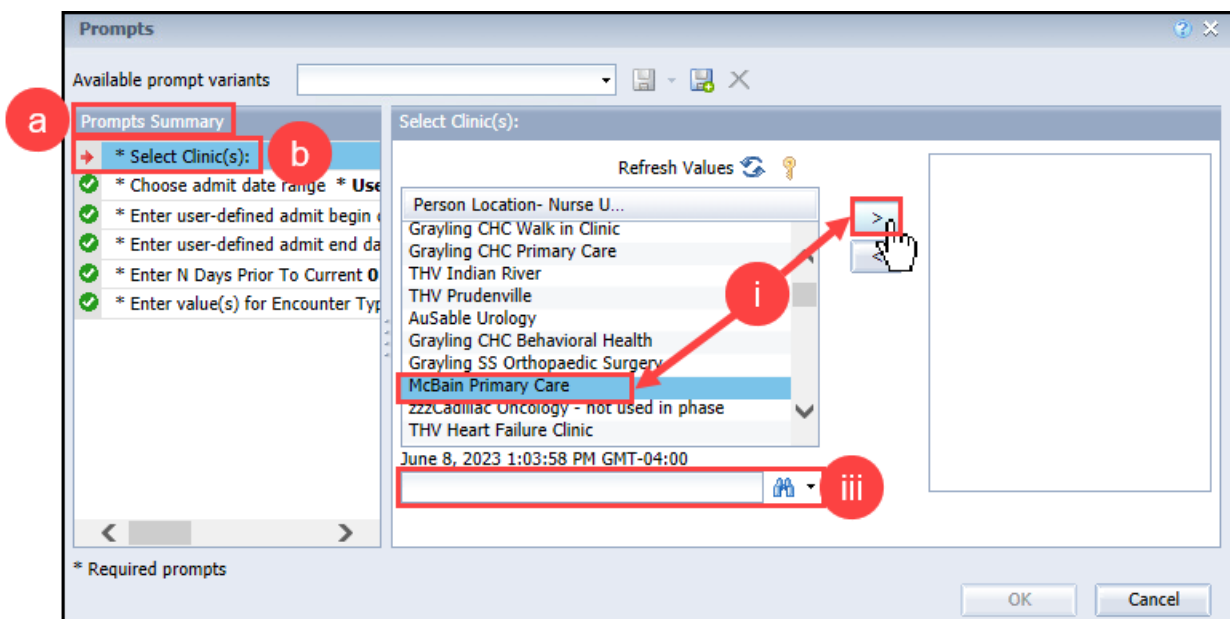 Prompts
Available prompt variants
a
Prompts Summary
b
* Select Clinic(s):
* Choose admit date range * Use
* Enter user-defined admit begin
* Enter user-defined admit end da
* Enter N Days Prior To Current 0
* Enter value(s) for Encounter Typ
Select Clinic(s):
Refresh Values
Person Location- Nurse U...
Grayling CHC Walk in Clinic
Grayling CHC Primary Care
THV Indian River
THV Prudenville
AuSable Urology
Grayling CHC Behavioral Health
Grayling SS Orthopaedic Surgery
McBain Primary Care
zzzCadillac Oncology - not used in phase
THV Heart Failure Clinic
>
<
i
June 8, 2023 1:03:58 PM GMT-04:00
iii
* Required prompts
OK
Cancel